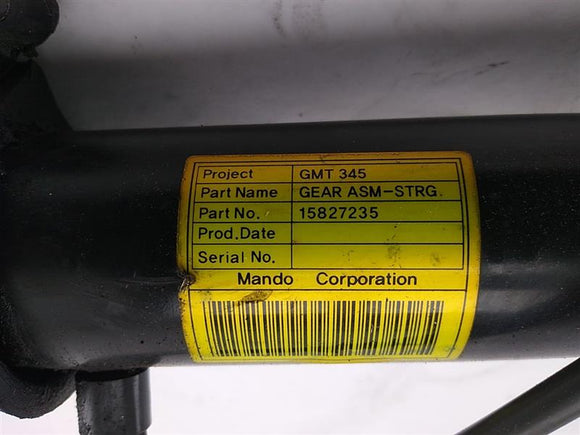 Project GMT 345
Part Name GEAR ASM-STRG.
Part No. 15827235
Prod.Date
Serial No.
Mando Corporation